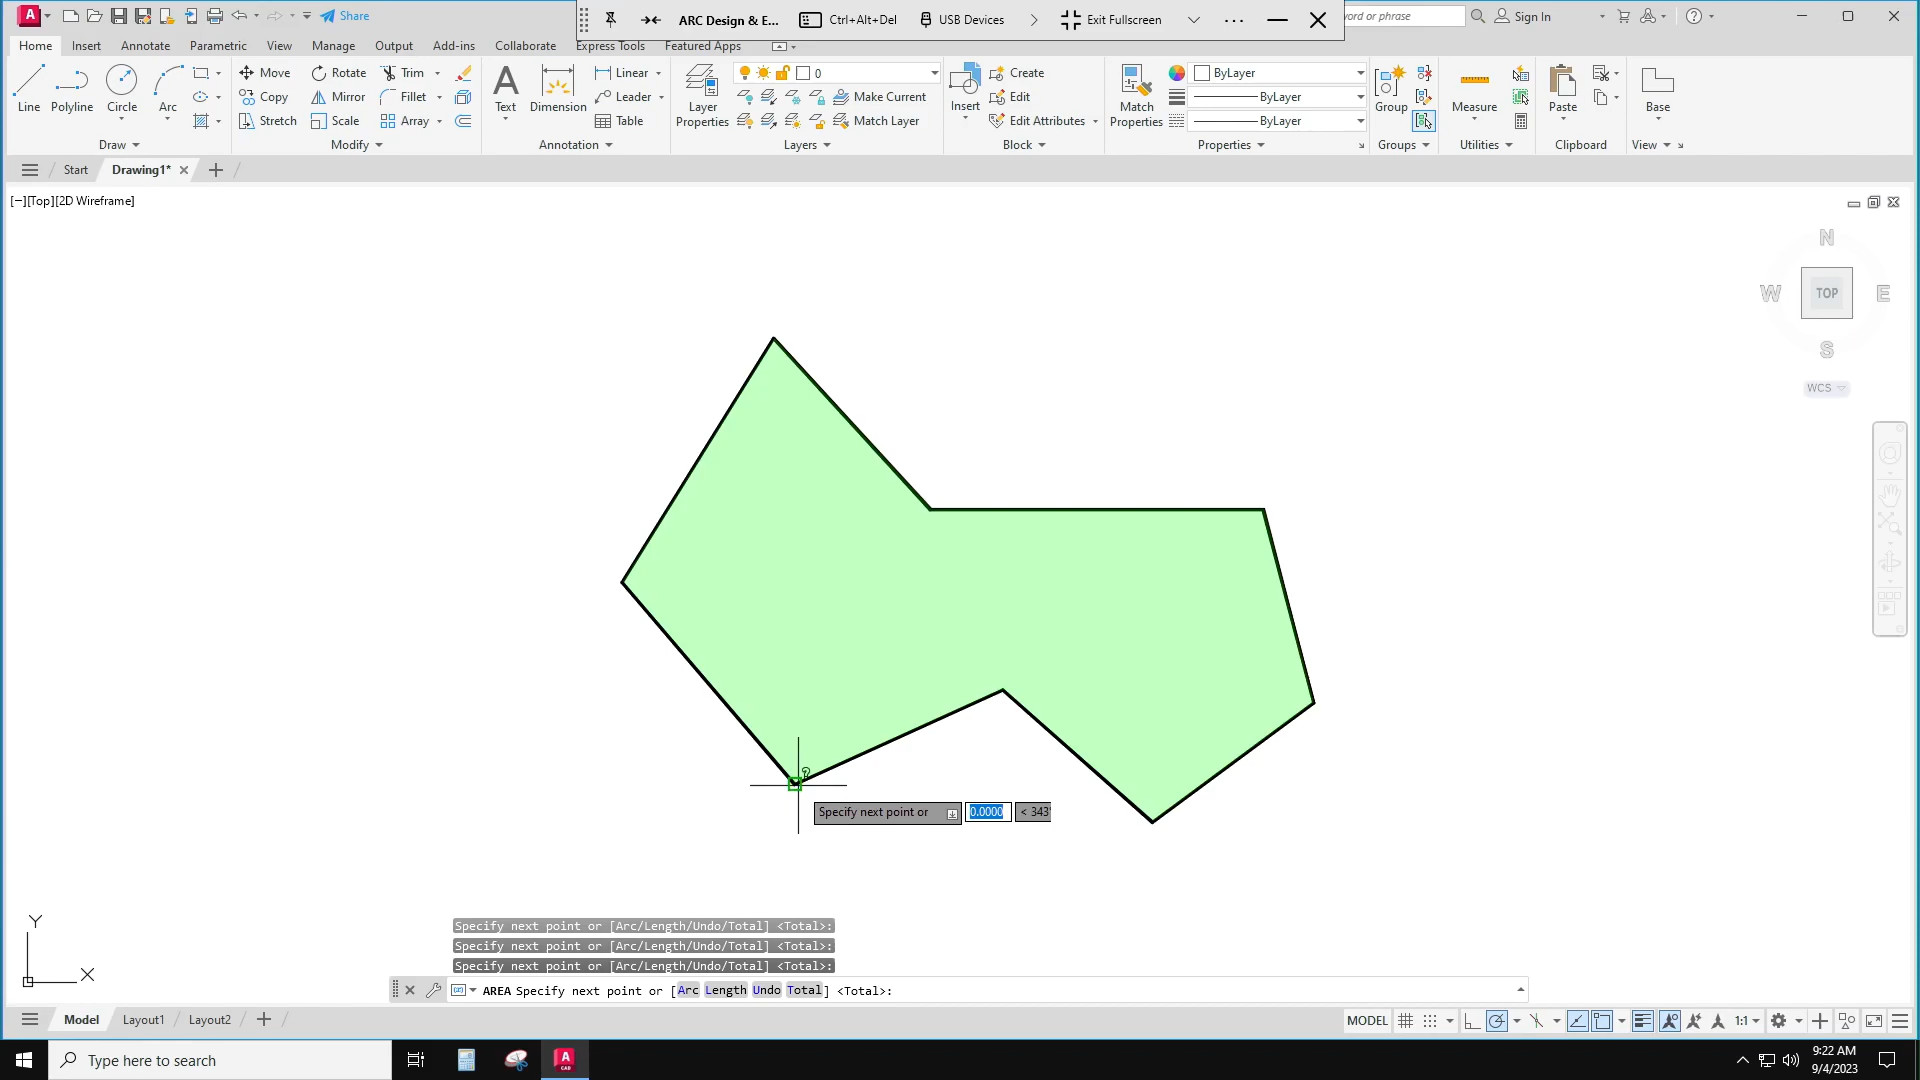 Share
ARC Design & E...
Ctrl+Alt+Del
USB Devices
Exit Fullscreen
word or phrase
Sign In
Home
Insert
Annotate
Parametric
View
Manage
Output
Add-ins
Collaborate
Express Tools
Featured Apps
Line
Polyline
Circle
Arc
Draw
Move
Rotate
Trim
Copy
Mirror
Fillet
Stretch
Scale
Array
Modify
Text
Dimension
Linear
Leader
Table
Annotation
Layer
Properties
0
Make Current
Match Layer
Layers
Insert
Create
Edit
Edit Attributes
Block
Match
Properties
ByLayer
ByLayer
ByLayer
Properties
Group
Groups
Measure
Utilities
Paste
Clipboard
Base
View
Start
Drawing1*
[−][Top][2D Wireframe]
N
W
TOP
E
S
WCS
Specify next point or
0.0000
< 343°
Y
X
Specify next point or [Arc/Length/Undo/Total] <Total>:
Specify next point or [Arc/Length/Undo/Total] <Total>:
Specify next point or [Arc/Length/Undo/Total] <Total>:
AREA Specify next point or [Arc Length Undo Total] <Total>:
Model
Layout1
Layout2
MODEL
1:1
Type here to search
A
CAD
9:22 AM
9/4/2023